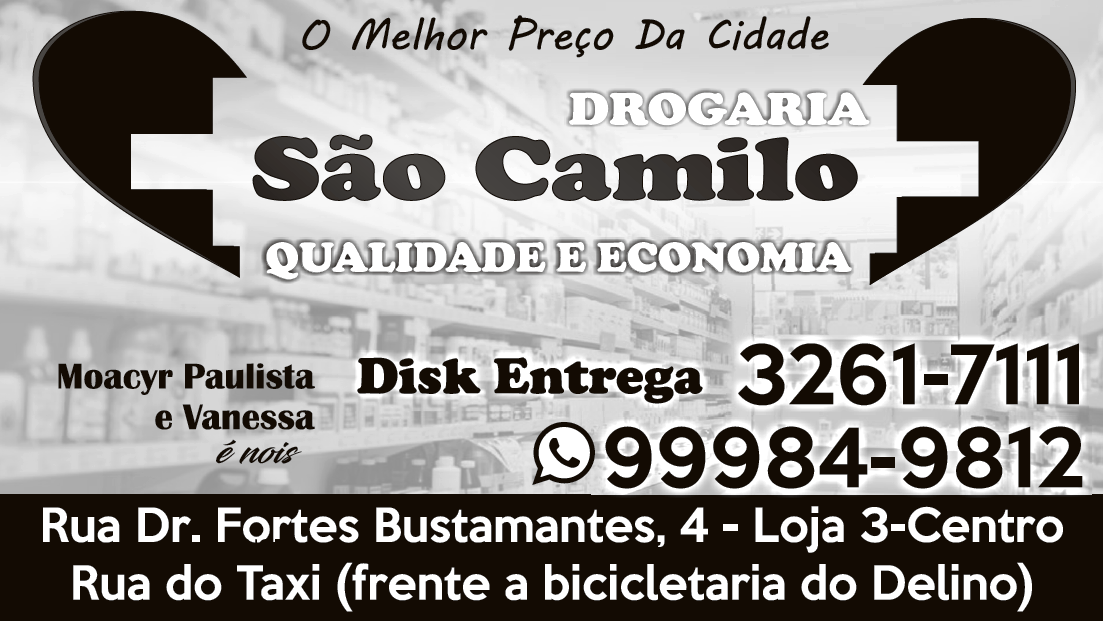 O Melhor Preço Da Cidade
DROGARIA
São Camilo
QUALIDADE E ECONOMIA
Moacyr Paulista
e Vanessa
é nois
Disk Entrega 3261-7111
99984-9812
Rua Dr. Fortes Bustamantes, 4 - Loja 3-Centro
Rua do Taxi (frente a bicicletaria do Delino)